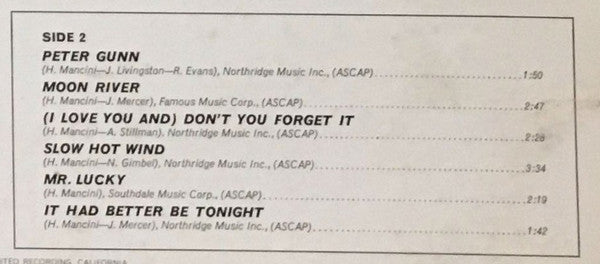 SIDE 2
PETER GUNN
(H. Mancini—J. Livingston—R. Evans), Northridge Music Inc., (ASCAP)........................1:50
MOON RIVER
(H. Mancini—J. Mercer), Famous Music Corp., (ASCAP)........................2:47
(I LOVE YOU AND) DON'T YOU FORGET IT
(H. Mancini—A. Stillman), Northridge Music Inc., (ASCAP)........................2:28
SLOW HOT WIND
(H. Mancini—N. Gimbel), Northridge Music Inc., (ASCAP)........................3:34
MR. LUCKY
(H. Mancini), Southdale Music Corp., (ASCAP)........................2:19
IT HAD BETTER BE TONIGHT
(H. Mancini—J. Mercer), Northridge Music Inc., (ASCAP)........................1:42
RECORDING, CALIFORNIA